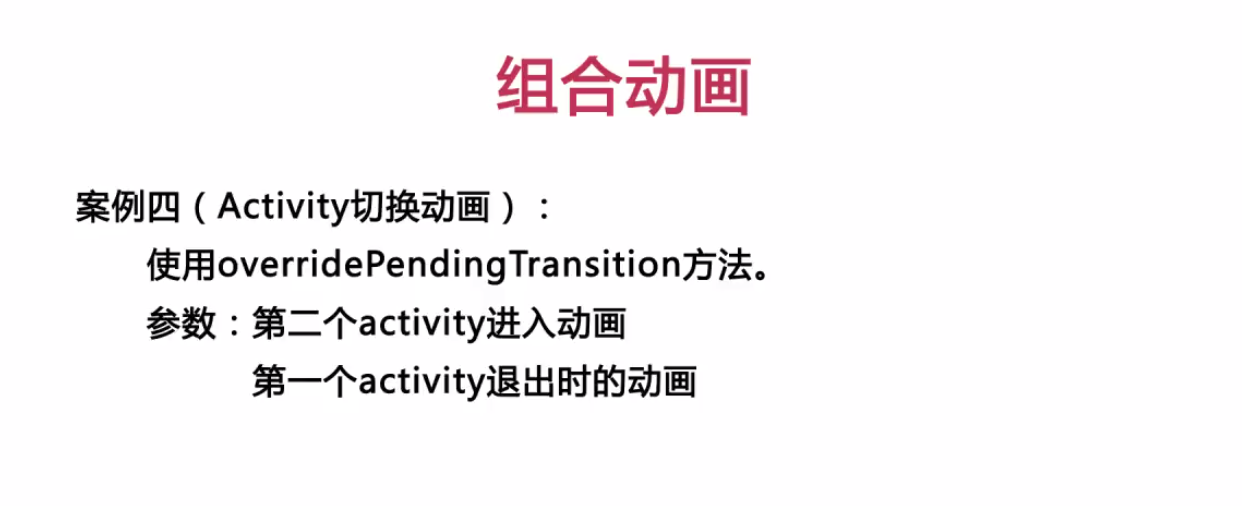 组合动画
案例四（Activity切换动画）：
使用overridePendingTransition方法。
参数：第二个activity进入动画
第一个activity退出时的动画